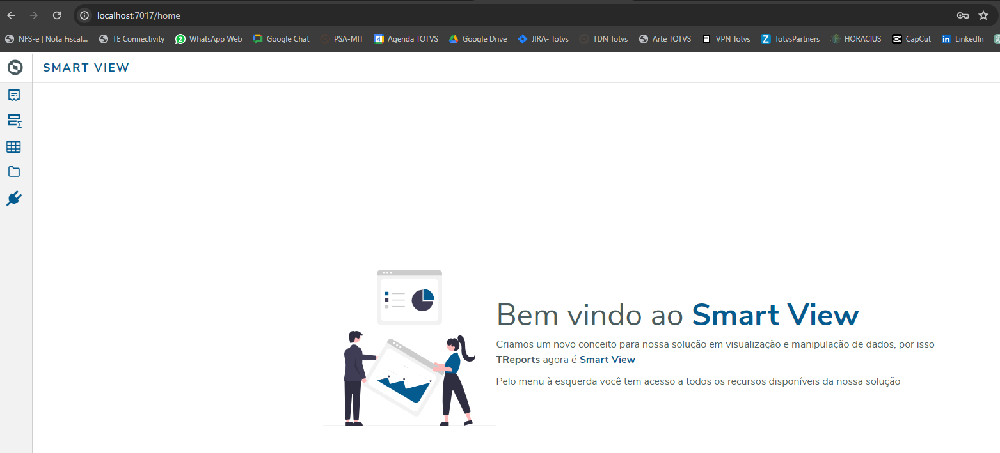 localhost:7017/home
NFS-e | Nota Fiscal... TE Connectivity 2 WhatsApp Web Google Chat PSA-MIT 4 Agenda TOTVS Google Drive JIRA- Totvs TDN Totvs Arte TOTVS VPN Totvs Z TotvsPartners HORACIUS CapCut in LinkedIn
SMART VIEW
Bem vindo ao Smart View
Criamos um novo conceito para nossa solução em visualização e manipulação de dados, por isso
TReports agora é Smart View
Pelo menu à esquerda você tem acesso a todos os recursos disponíveis da nossa solução